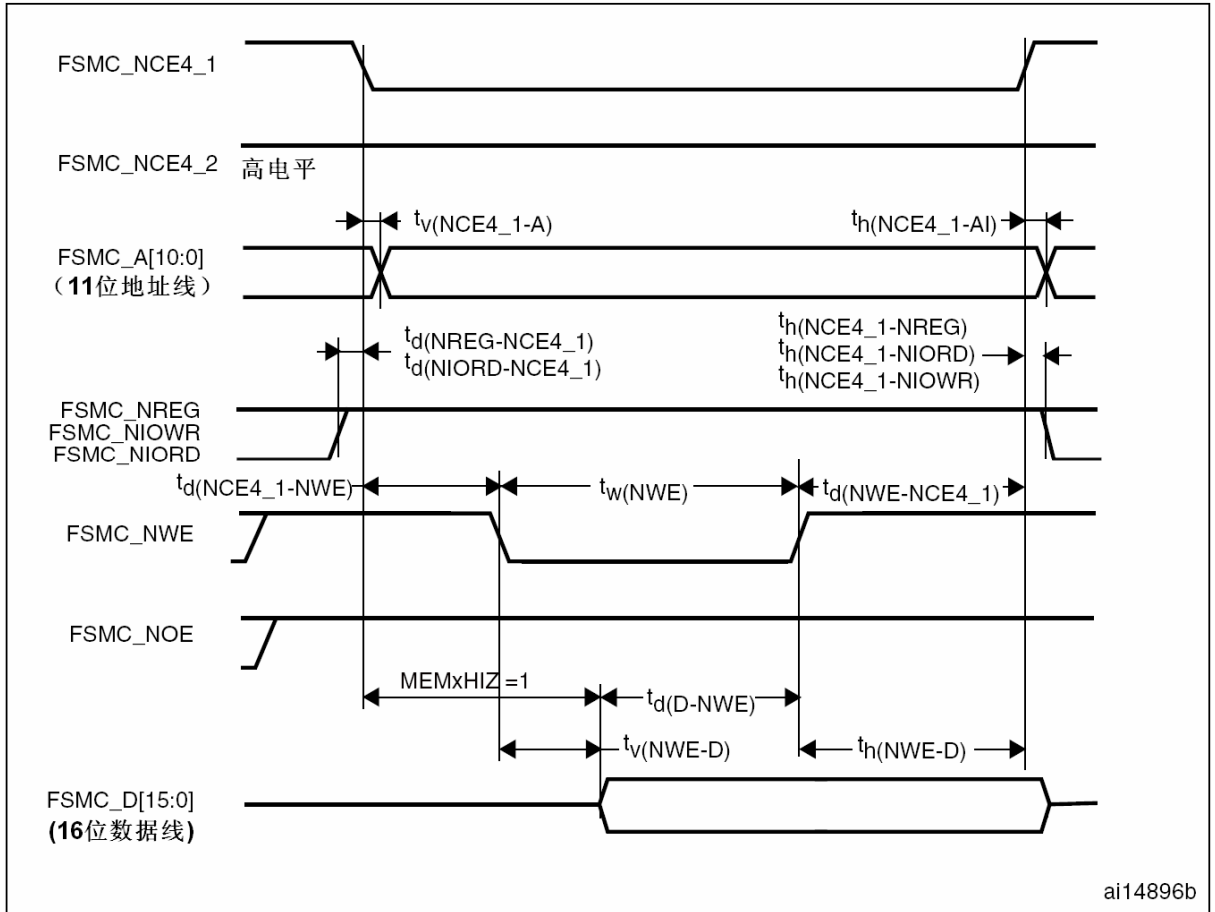 FSMC_NCE4_1
FSMC_NCE4_2 高电平
tv(NCE4_1-A)
th(NCE4_1-AI)
FSMC_A[10:0]
（11位地址线）
td(NREG-NCE4_1)
td(NIORD-NCE4_1)
th(NCE4_1-NREG)
th(NCE4_1-NIORD)
th(NCE4_1-NIOWR)
FSMC_NREG
FSMC_NIOWR
FSMC_NIORD
td(NCE4_1-NWE)
tw(NWE)
td(NWE-NCE4_1)
FSMC_NWE
FSMC_NOE
MEMxHIZ =1
td(D-NWE)
tv(NWE-D)
th(NWE-D)
FSMC_D[15:0]
(16位数据线)
ai14896b